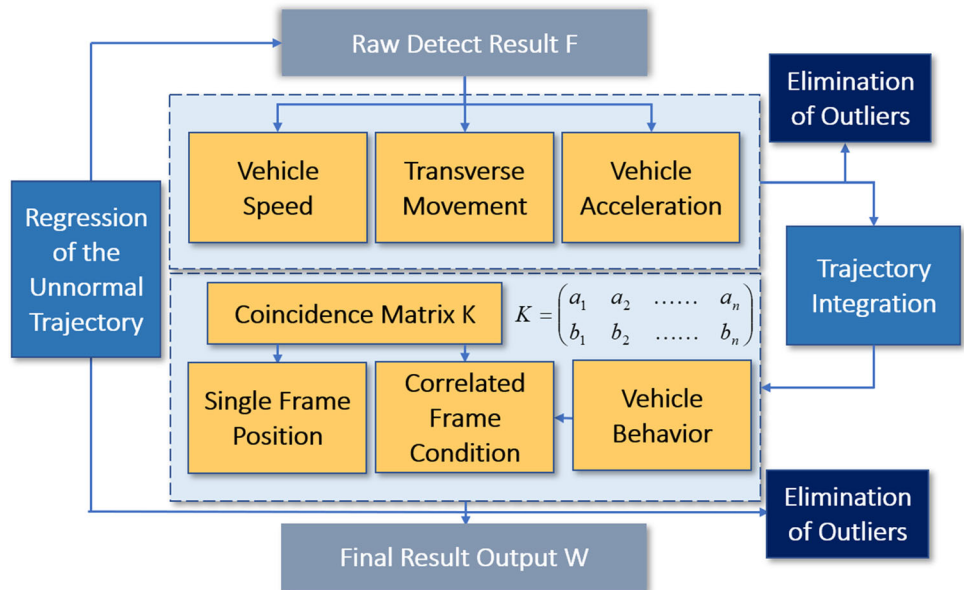 Raw Detect Result F
Elimination
of Outliers
Vehicle
Speed
Transverse
Movement
Vehicle
Acceleration
Regression
of the
Unnormal
Trajectory
Trajectory
Integration
Coincidence Matrix K
K = ( a₁ a₂ …… aₙ
b₁ b₂ …… bₙ )
Single Frame
Position
Correlated
Frame
Condition
Vehicle
Behavior
Elimination
of Outliers
Final Result Output W